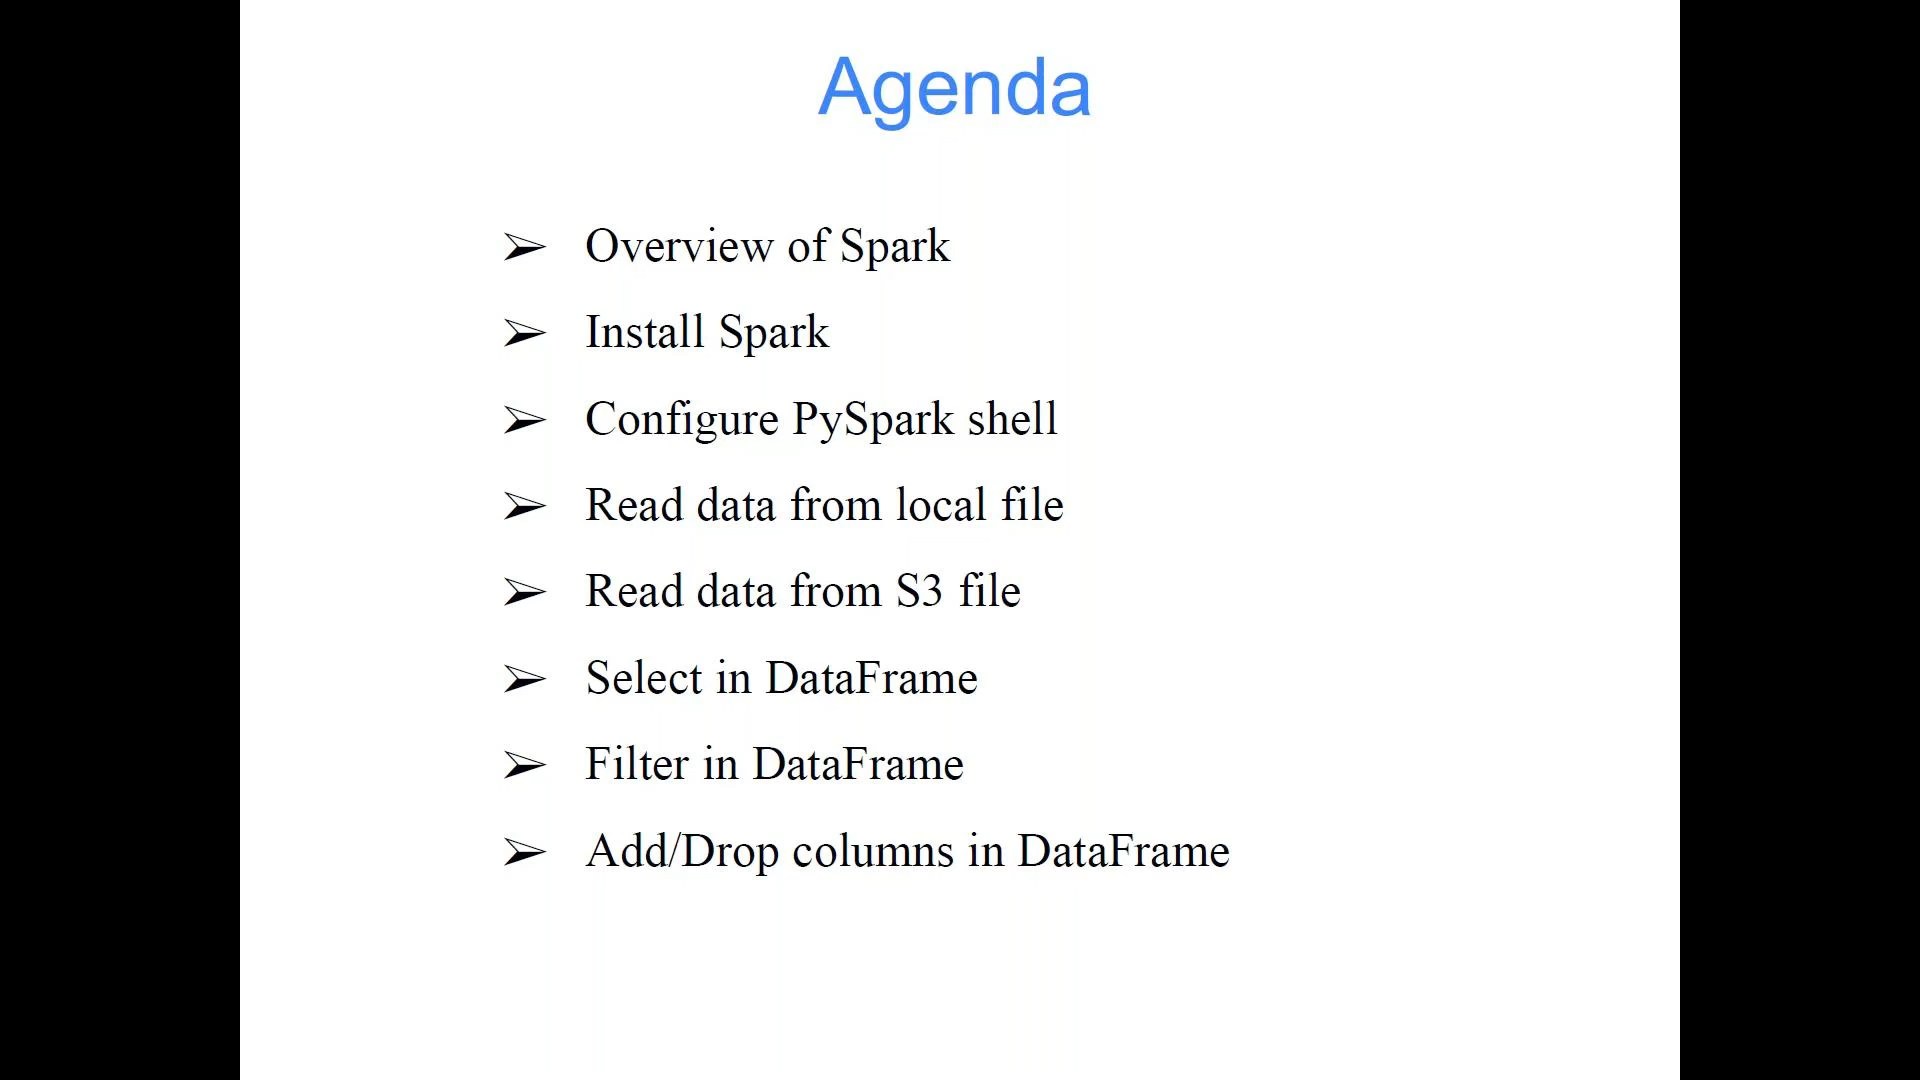 Agenda
➢ Overview of Spark
➢ Install Spark
➢ Configure PySpark shell
➢ Read data from local file
➢ Read data from S3 file
➢ Select in DataFrame
➢ Filter in DataFrame
➢ Add/Drop columns in DataFrame